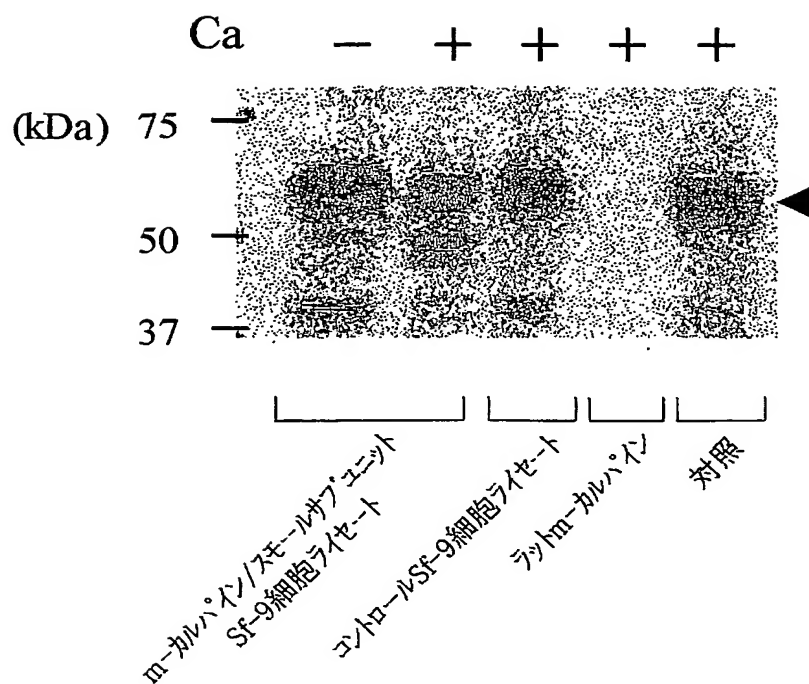 Ca − + + + +
(kDa) 75
50
37
m-カルパイン/スモールサブユニット
Sf-9細胞ライセート
コントロールSf-9細胞ライセート
ラットm-カルパイン
対照